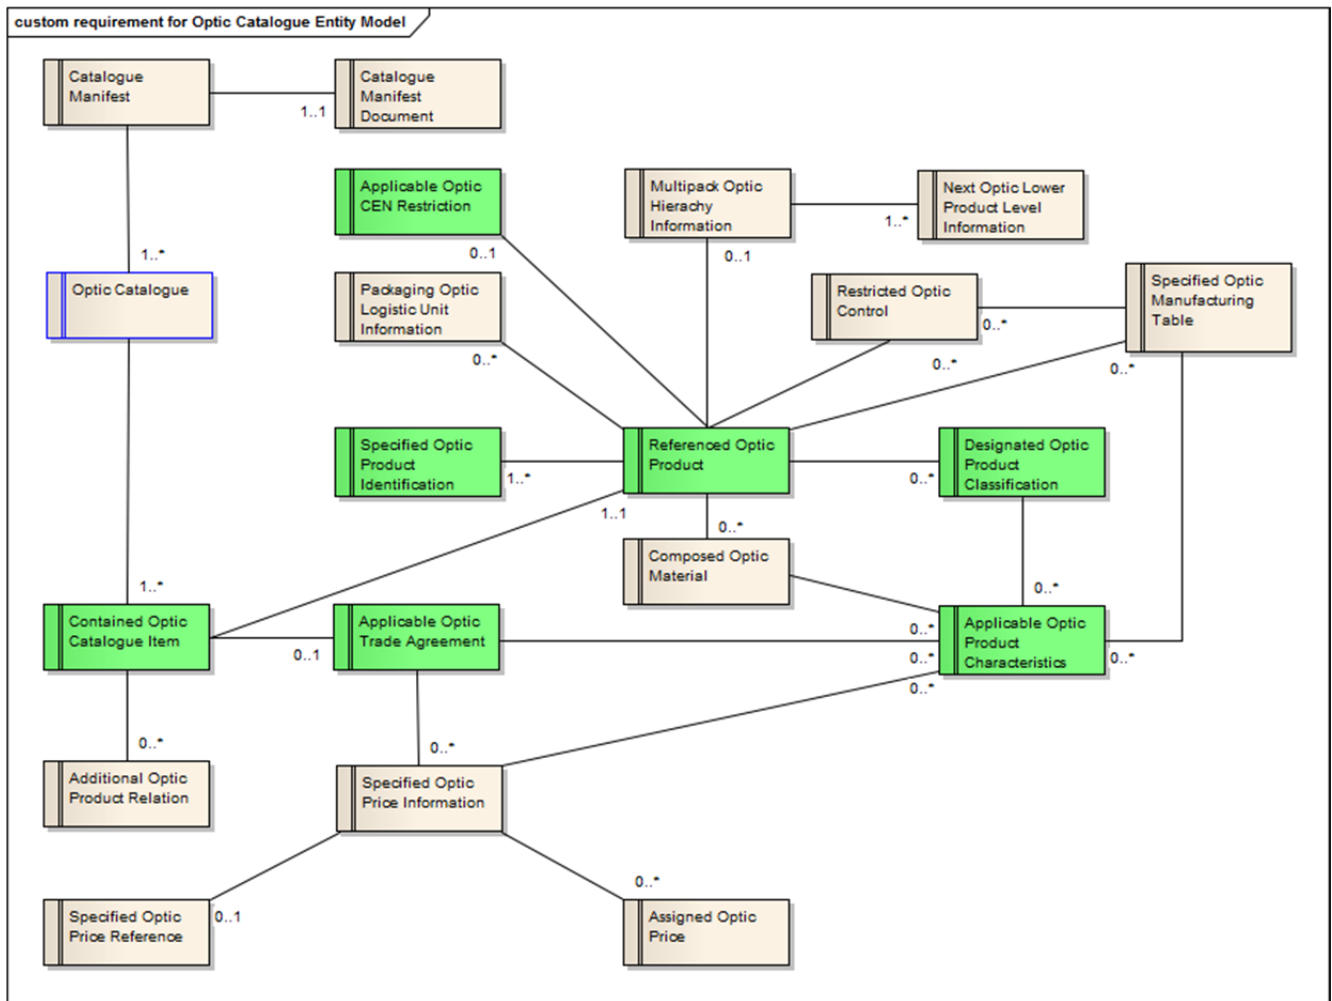 custom requirement for Optic Catalogue Entity Model
Catalogue
Manifest
1..1
Catalogue
Manifest
Document
Applicable Optic
CEN Restriction
0..1
Multipack Optic
Hierachy
Information
0..1
1..*
Next Optic Lower
Product Level
Information
1..*
Optic Catalogue
Packaging Optic
Logistic Unit
Information
0..*
Restricted Optic
Control
0..*
0..*
Specified Optic
Manufacturing
Table
0..*
Specified Optic
Product
Identification
1..*
Referenced Optic
Product
1..1
0..*
0..*
Designated Optic
Product
Classification
Composed Optic
Material
0..*
1..*
Contained Optic
Catalogue Item
0..1
Applicable Optic
Trade Agreement
0..*
0..*
0..*
Applicable Optic
Product
Characteristics
0..*
0..*
Additional Optic
Product Relation
0..*
Specified Optic
Price Information
Specified Optic
Price Reference
0..1
0..*
Assigned Optic
Price